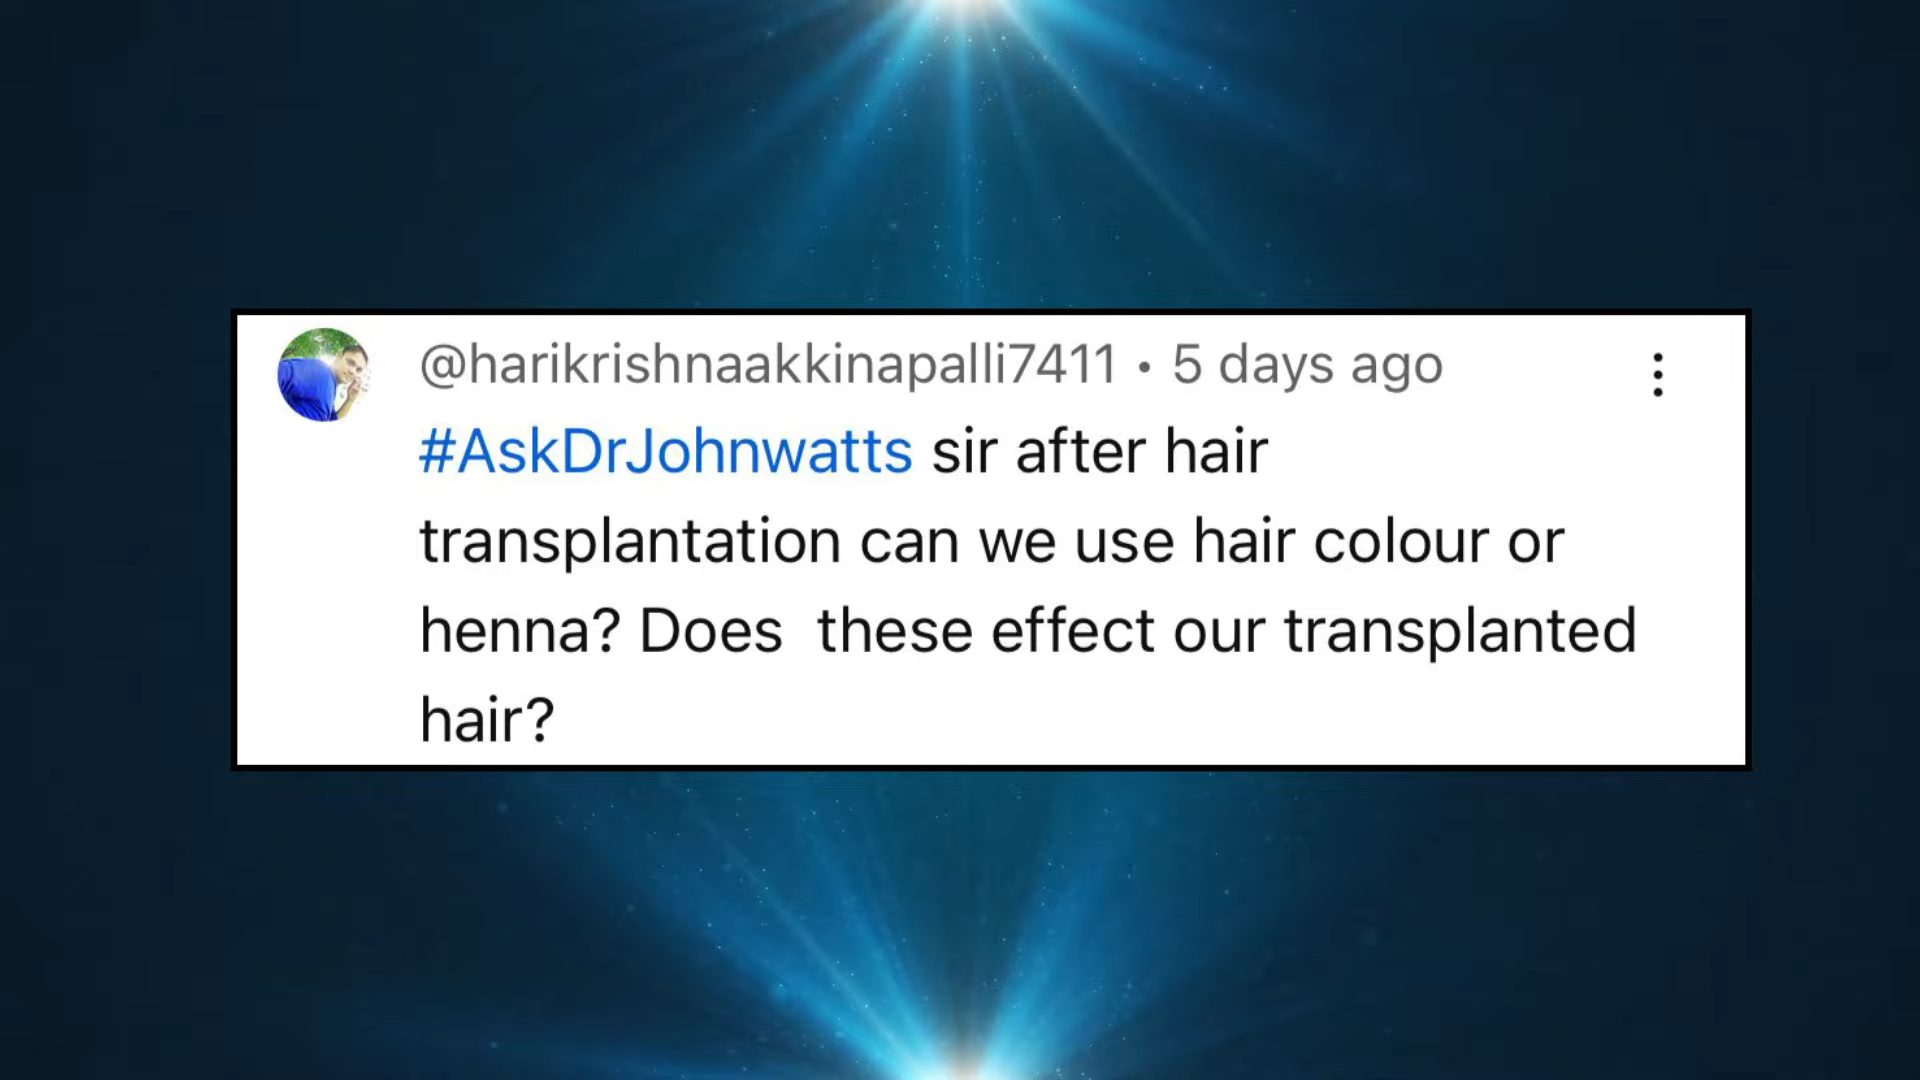 @harikrishnaakkinapalli7411 • 5 days ago
#AskDrJohnwatts sir after hair
transplantation can we use hair colour or
henna? Does  these effect our transplanted
hair?